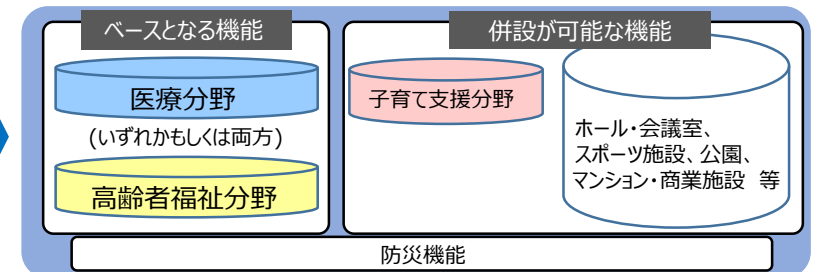 ベースとなる機能
医療分野
(いずれかもしくは両方)
高齢者福祉分野
併設が可能な機能
子育て支援分野
ホール・会議室、
スポーツ施設、公園、
マンション・商業施設 等
防災機能